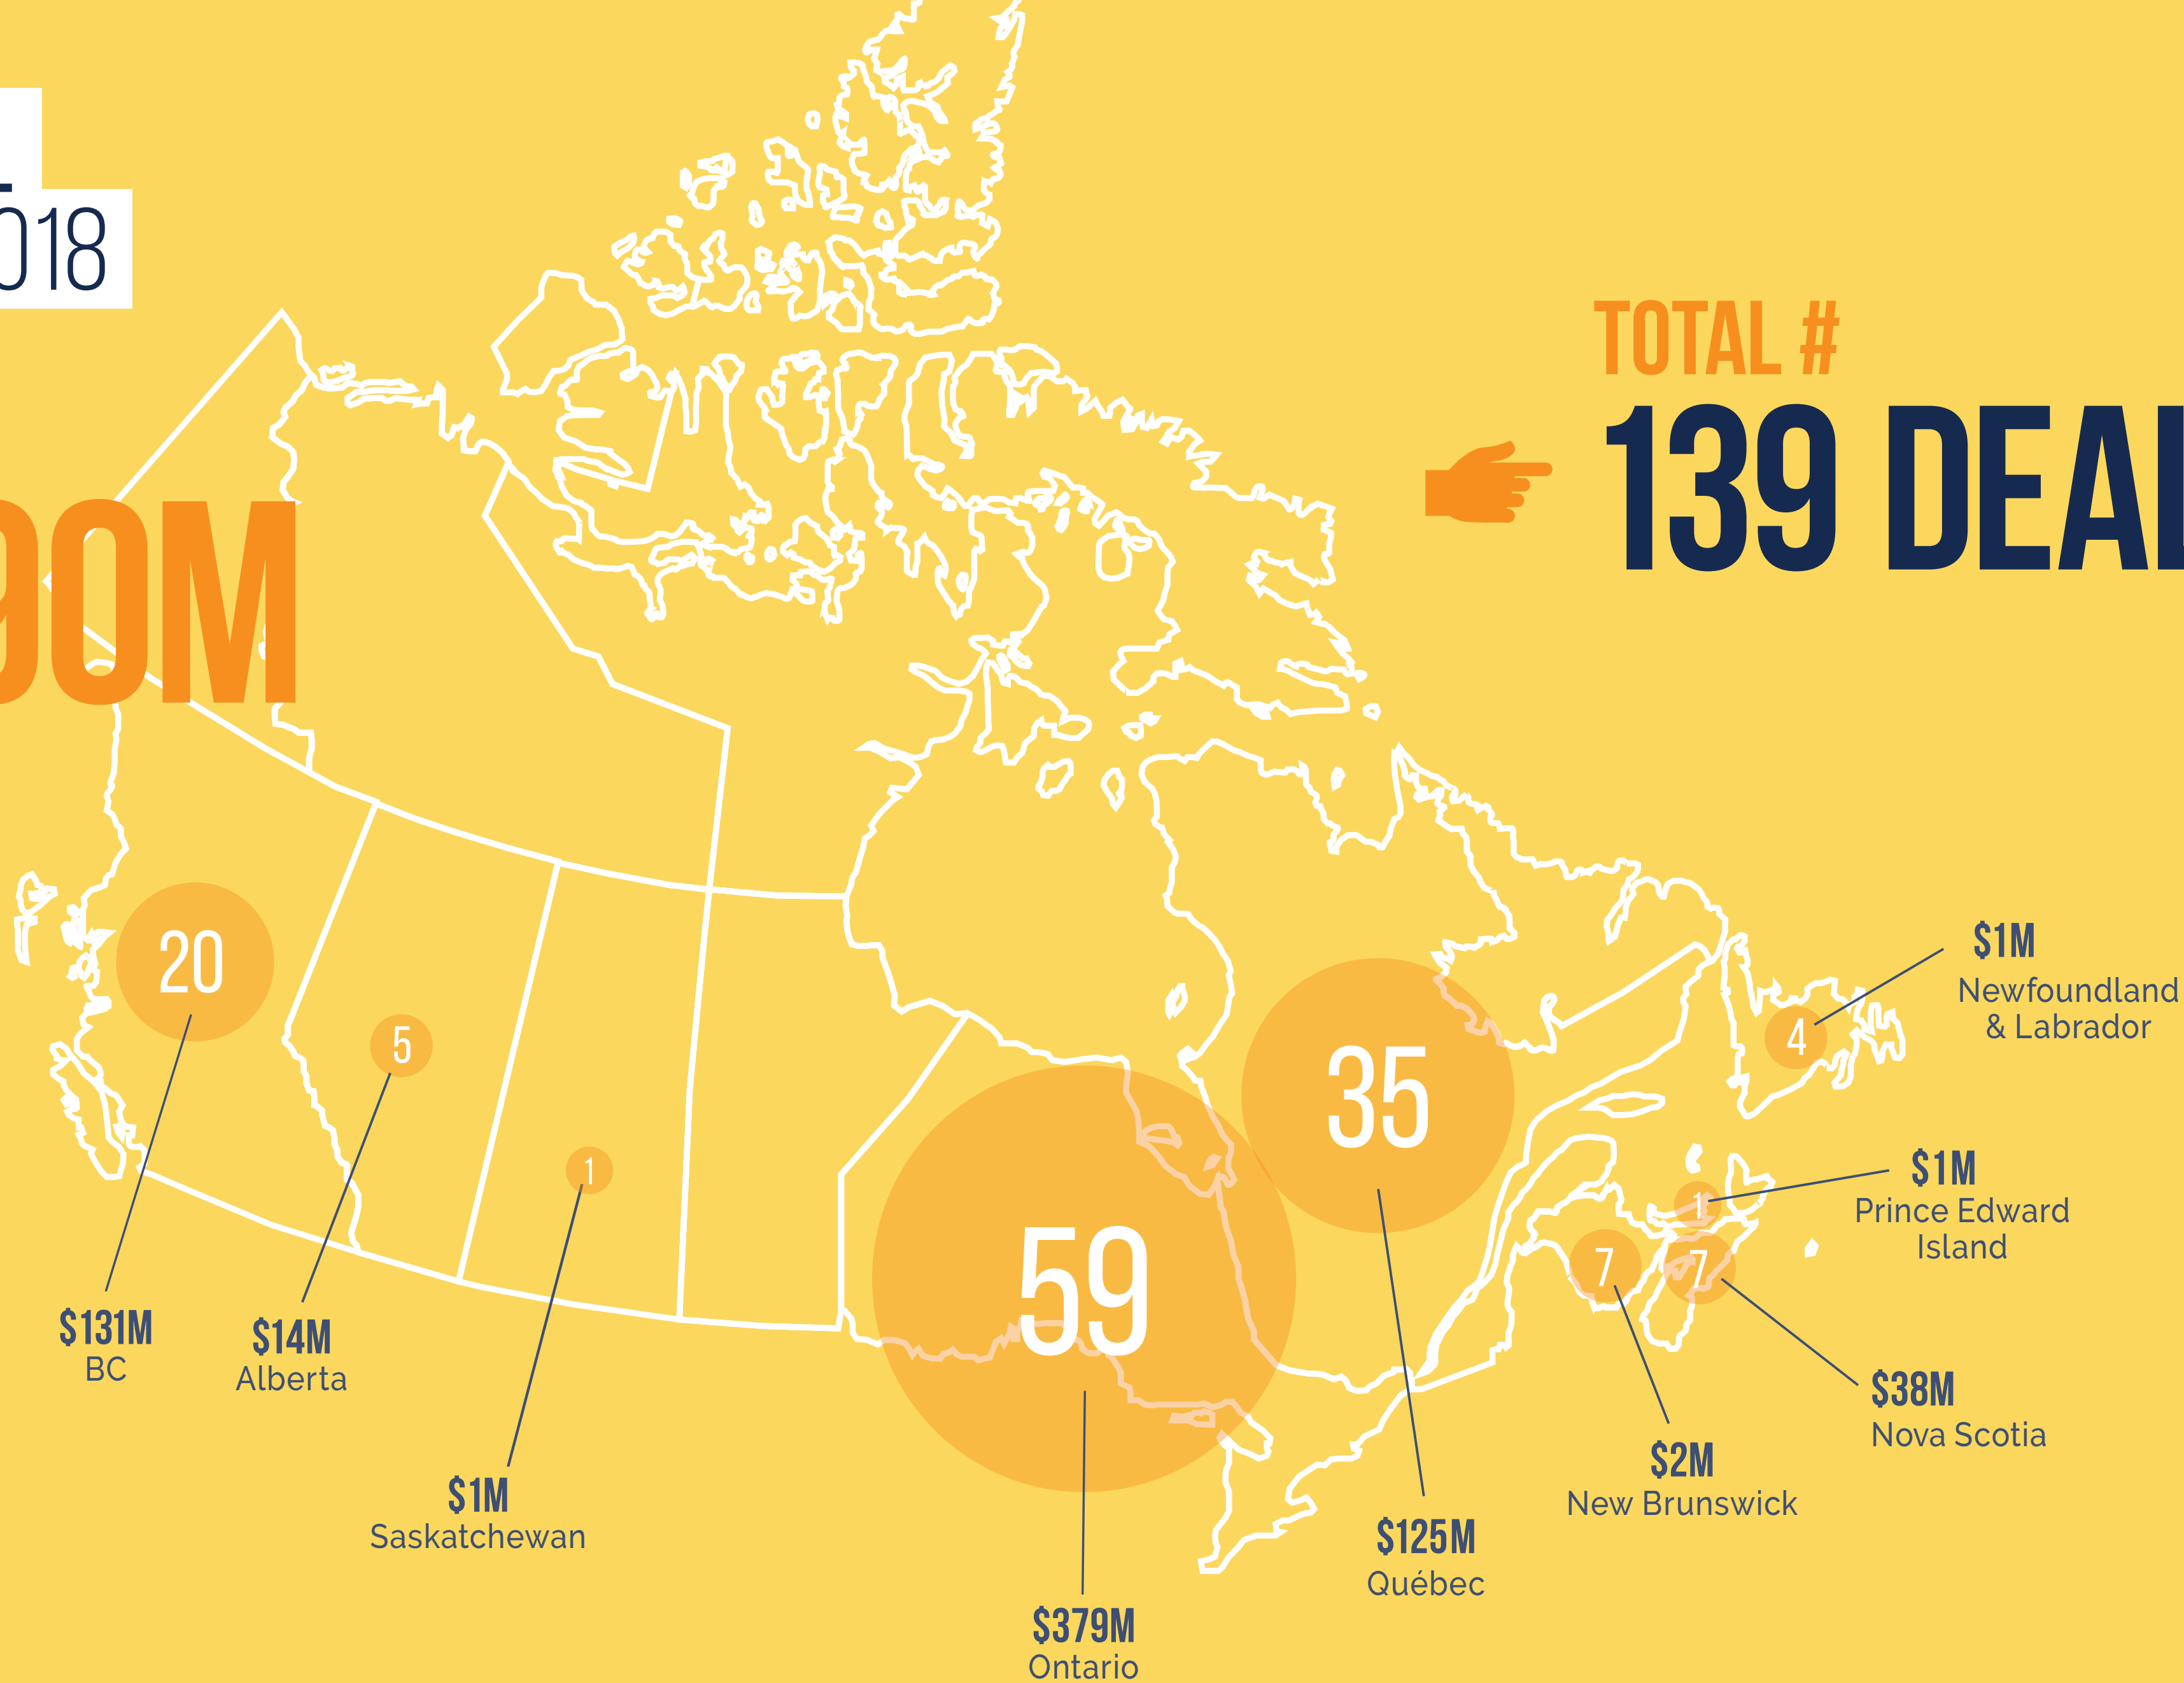 018
TOTAL #
139 DEAL
90M
20
5
1
59
35
4
1
7
7
$1M
Newfoundland
& Labrador
$1M
Prince Edward
Island
$38M
Nova Scotia
$2M
New Brunswick
$125M
Québec
$379M
Ontario
$1M
Saskatchewan
$14M
Alberta
$131M
BC